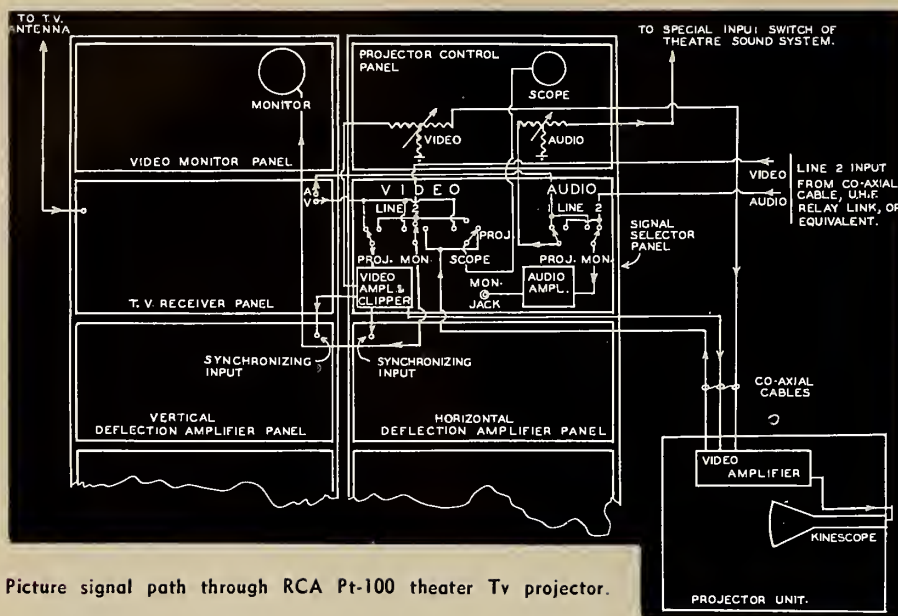 TO T.V.
ANTENNA
MONITOR
VIDEO MONITOR PANEL
PROJECTOR CONTROL
PANEL
SCOPE
VIDEO
AUDIO
TO SPECIAL INPUT SWITCH OF
THEATRE SOUND SYSTEM.
VIDEO
AUDIO
LINE 2 INPUT
FROM CO-AXIAL
CABLE, U.H.F.
RELAY LINK, OR
EQUIVALENT.
A
V
T.V. RECEIVER PANEL
VIDEO
1 LINE 2
PROJ. MON.
SCOPE
PROJ.
VIDEO
AMPL. &
CLIPPER
AUDIO
LINE
1 2
PROJ. MON.
MON.
JACK
AUDIO
AMPL.
SIGNAL
SELECTOR
PANEL
SYNCHRONIZING
INPUT
SYNCHRONIZING
INPUT
VERTICAL
DEFLECTION AMPLIFIER PANEL
HORIZONTAL
DEFLECTION AMPLIFIER PANEL
CO-AXIAL
CABLES
VIDEO
AMPLIFIER
KINESCOPE
PROJECTOR UNIT.
Picture signal path through RCA Pt-100 theater Tv projector.